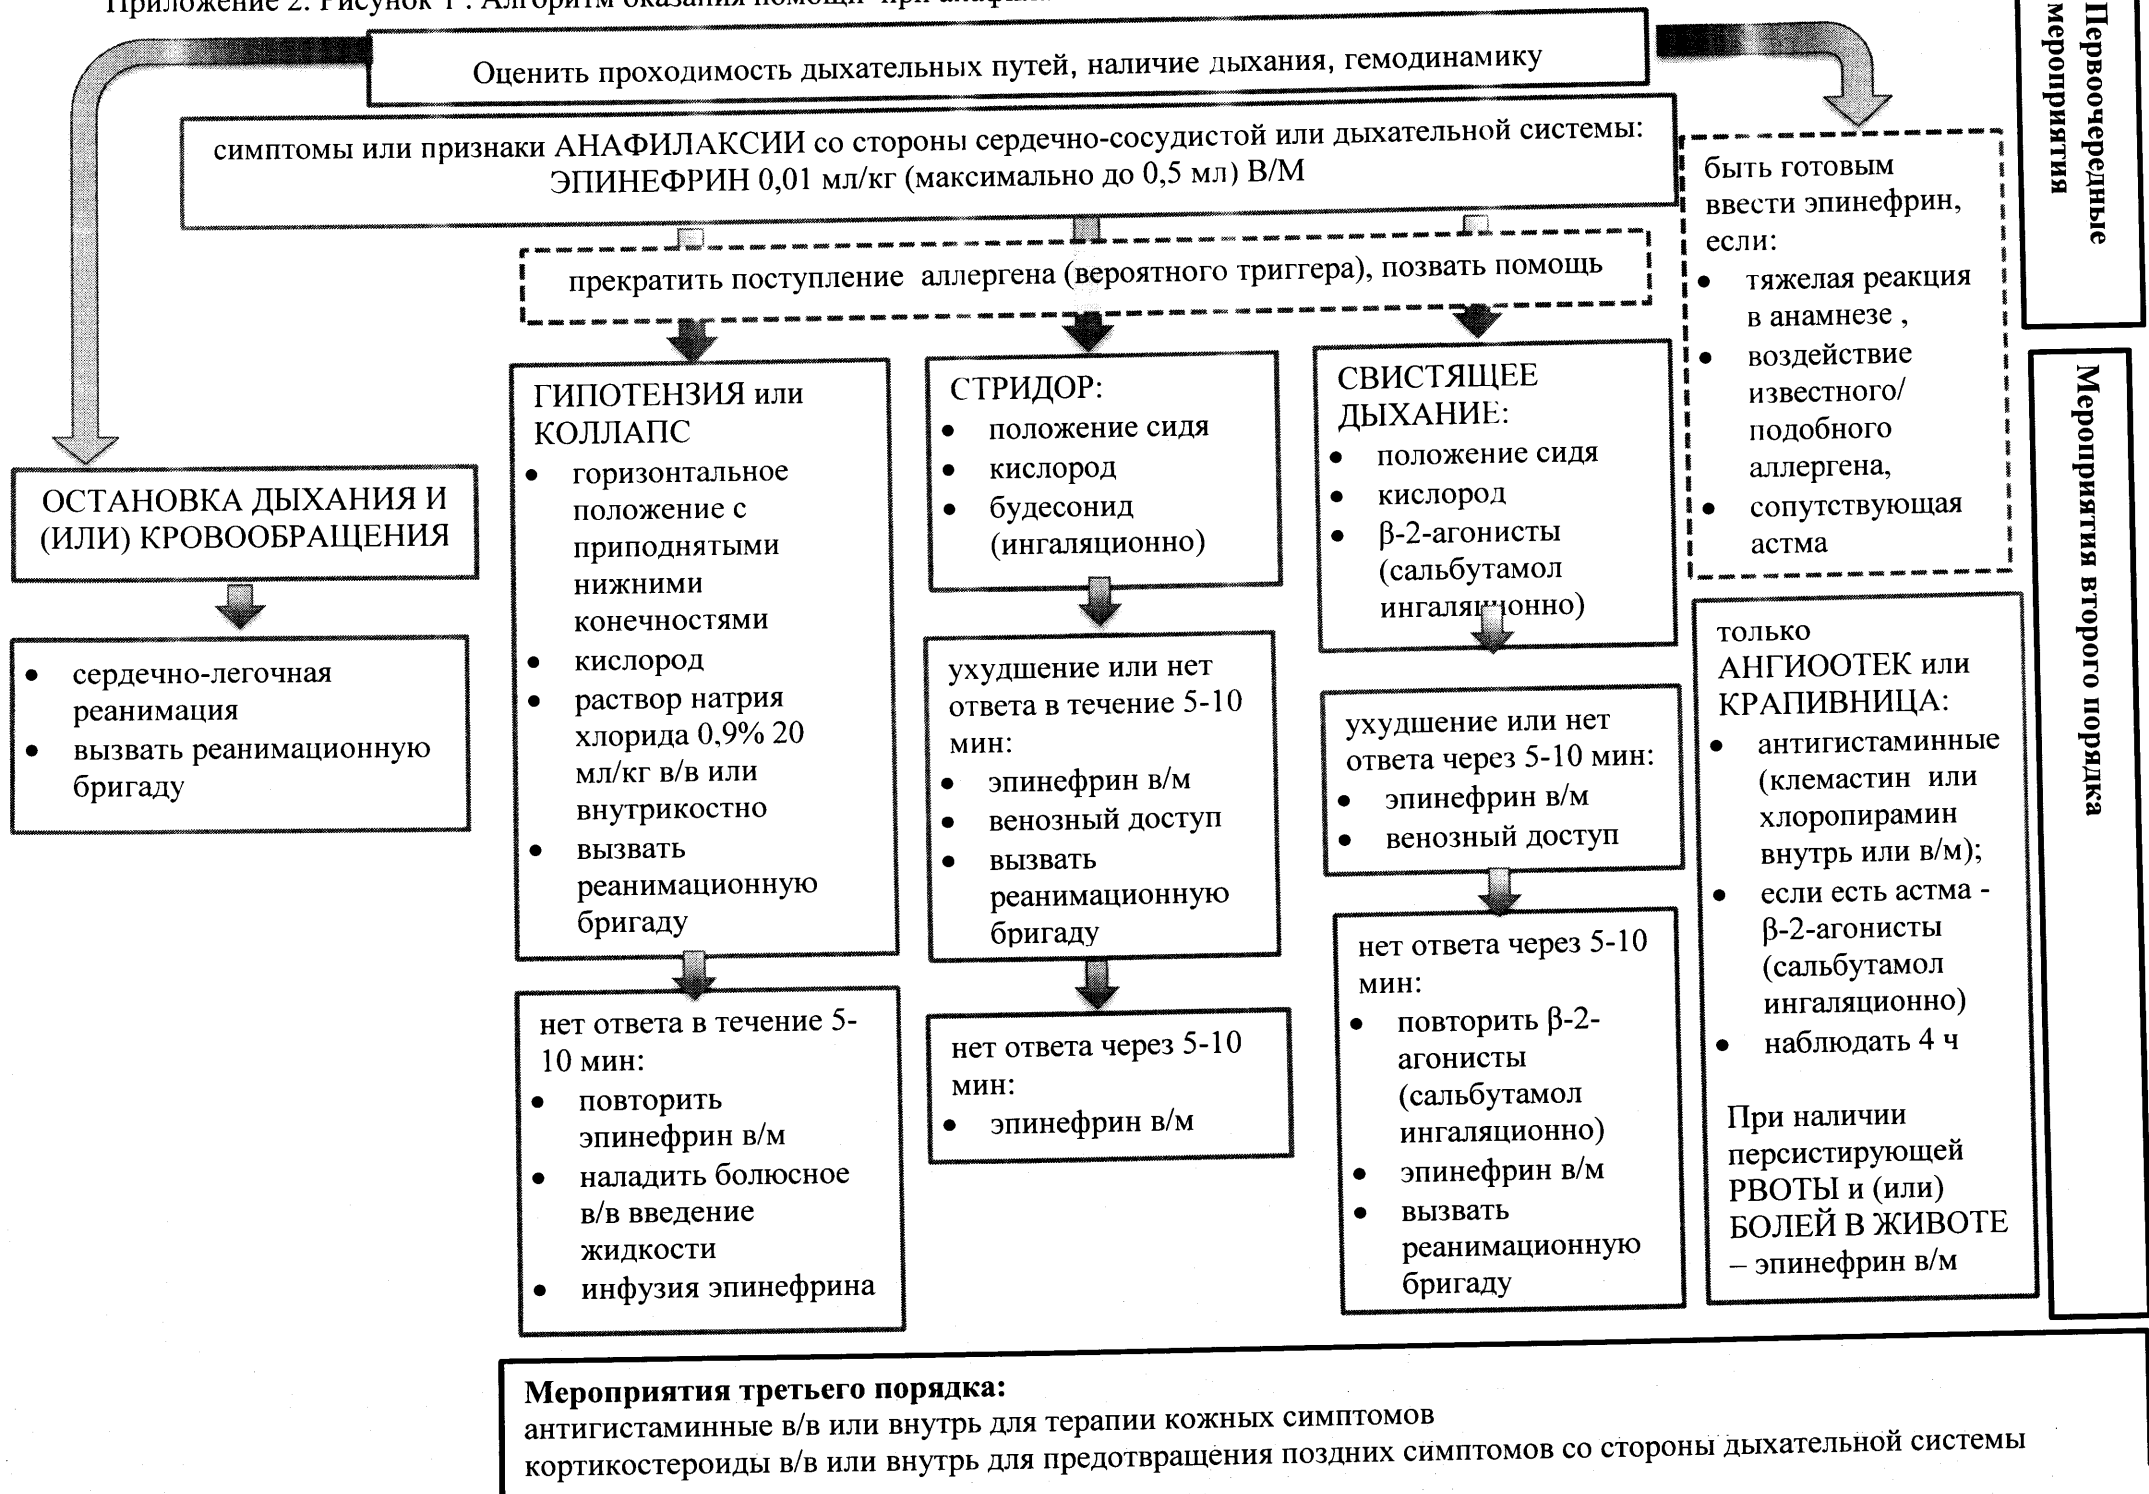 Приложение 2. Рисунок 1 . Алгоритм оказания помощи при
Оценить проходимость дыхательных путей, наличие дыхания, гемодинамику
симптомы или признаки АНАФИЛАКСИИ со стороны сердечно-сосудистой или дыхательной системы:
ЭПИНЕФРИН 0,01 мл/кг (максимально до 0,5 мл) В/М
прекратить поступление аллергена (вероятного триггера), позвать помощь
Первоочередные
мероприятия
быть готовым
ввести эпинефрин,
если:
• тяжелая реакция
в анамнезе ,
• воздействие
известного/
подобного
аллергена,
• сопутствующая
астма
ОСТАНОВКА ДЫХАНИЯ И
(ИЛИ) КРОВООБРАЩЕНИЯ
• сердечно-легочная
реанимация
• вызвать реанимационную
бригаду
ГИПОТЕНЗИЯ или
КОЛЛАПС
• горизонтальное
положение с
приподнятыми
нижними
конечностями
• кислород
• раствор натрия
хлорида 0,9% 20
мл/кг в/в или
внутрикостно
• вызвать
реанимационную
бригаду
нет ответа в течение 5-
10 мин:
• повторить
эпинефрин в/м
• наладить болюсное
в/в введение
жидкости
• инфузия эпинефрина
СТРИДОР:
• положение сидя
• кислород
• будесонид
(ингаляционно)
ухудшение или нет
ответа в течение 5-10
мин:
• эпинефрин в/м
• венозный доступ
• вызвать
реанимационную
бригаду
нет ответа через 5-10
мин:
• эпинефрин в/м
СВИСТЯЩЕЕ
ДЫХАНИЕ:
• положение сидя
• кислород
• β-2-агонисты
(сальбутамол
ингаляционно)
ухудшение или нет
ответа через 5-10 мин:
• эпинефрин в/м
• венозный доступ
нет ответа через 5-10
мин:
• повторить β-2-
агонисты
(сальбутамол
ингаляционно)
• эпинефрин в/м
• вызвать
реанимационную
бригаду
только
АНГИООТЕК или
КРАПИВНИЦА:
• антигистаминные
(клемастин или
хлоропирамин
внутрь или в/м);
• если есть астма -
β-2-агонисты
(сальбутамол
ингаляционно)
• наблюдать 4 ч
При наличии
персистирующей
РВОТЫ и (или)
БОЛЕЙ В ЖИВОТЕ
– эпинефрин в/м
Мероприятия второго порядка
Мероприятия третьего порядка:
антигистаминные в/в или внутрь для терапии кожных симптомов
кортикостероиды в/в или внутрь для предотвращения поздних симптомов со стороны дыхательной системы